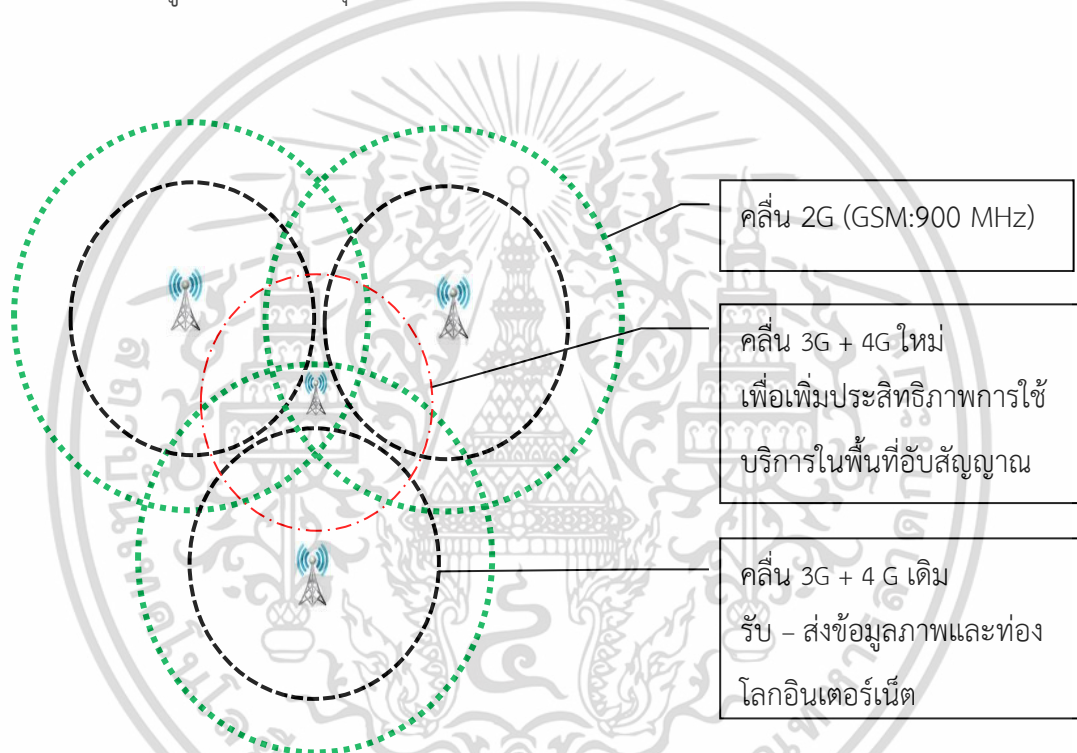 คลื่น 2G (GSM:900 MHz)
คลื่น 3G + 4G ใหม่
เพื่อเพิ่มประสิทธิภาพการใช้
บริการในพื้นที่อับสัญญาณ
คลื่น 3G + 4 G เดิม
รับ – ส่งข้อมูลภาพและท่อง
โลกอินเตอร์เน็ต